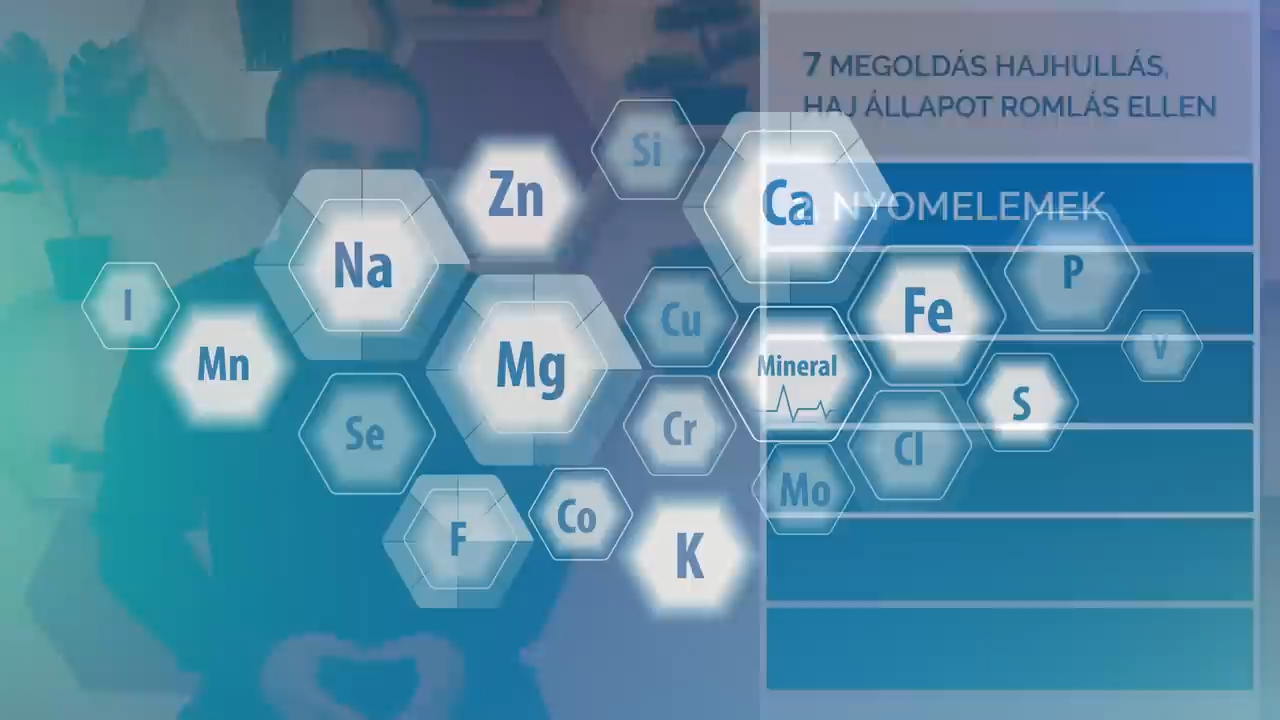 7 MEGOLDÁS HAJHULLÁS,
HAJ ÁLLAPOT ROMLÁS ELLEN
NYOMELEMEK
Si
Zn
Ca
Na
P
I
Cu
Fe
V
Mn
Mg
Mineral
S
Se
Cr
Cl
Mo
F
Co
K